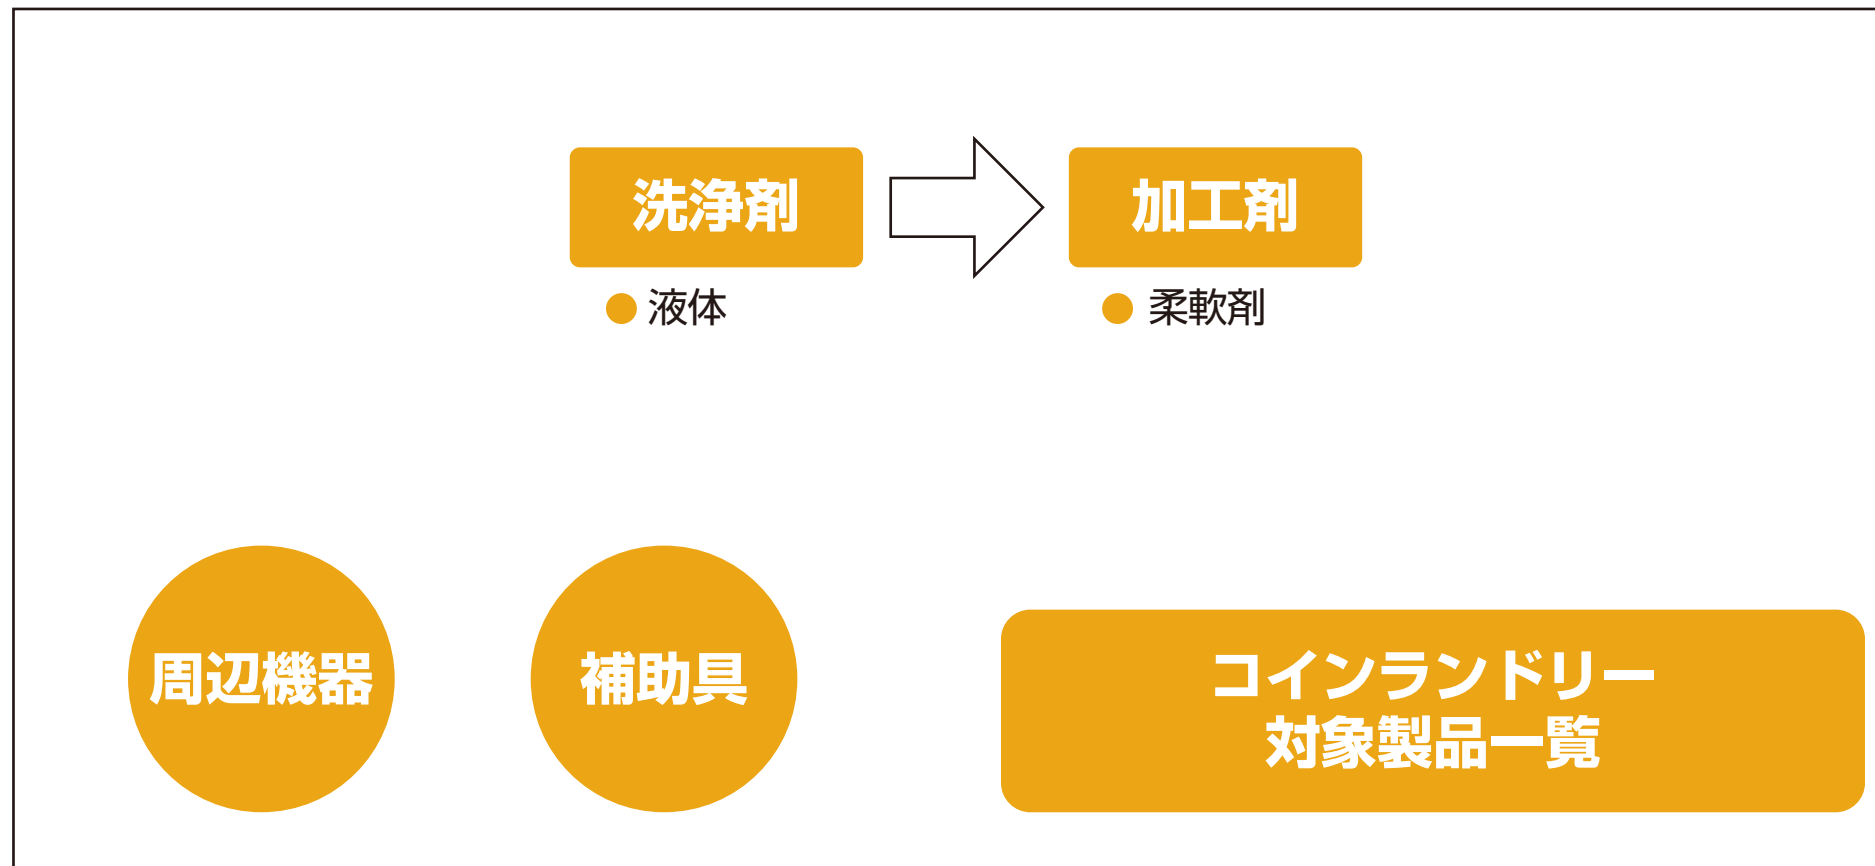 洗浄剤
加工剤
液体
柔軟剤
周辺機器
補助具
コインランドリー
対象製品一覧